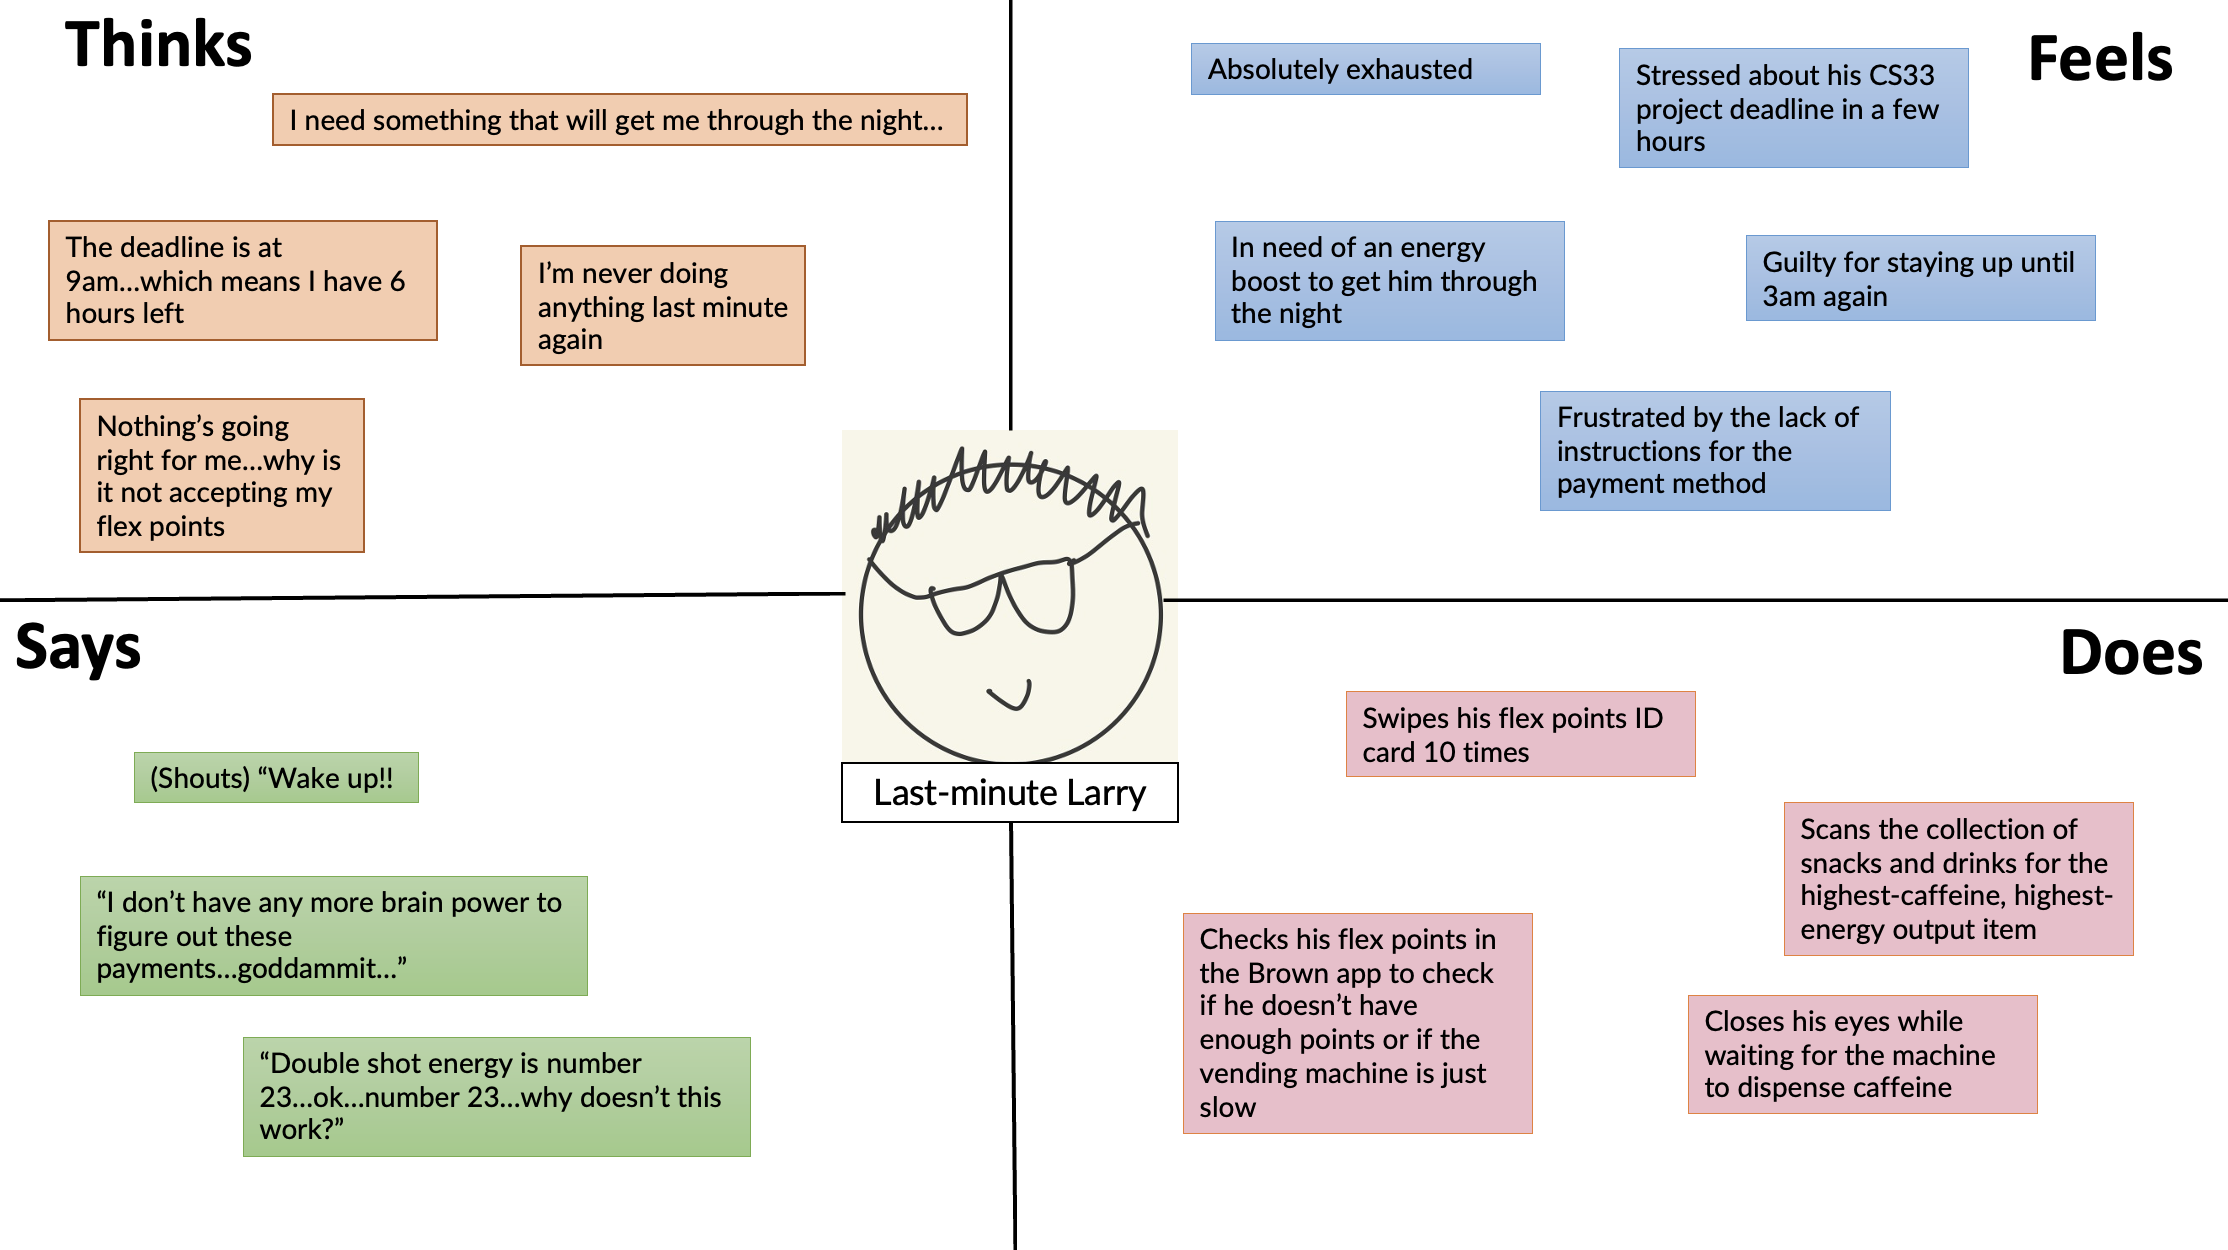 Thinks
I need something that will get me through the night...
The deadline is at
9am...which means I have 6
hours left
I’m never doing
anything last minute
again
Nothing’s going
right for me...why is
it not accepting my
flex points
Feels
Absolutely exhausted
Stressed about his CS33
project deadline in a few
hours
In need of an energy
boost to get him through
the night
Guilty for staying up until
3am again
Frustrated by the lack of
instructions for the
payment method
Last-minute Larry
Says
(Shouts) “Wake up!!
“I don’t have any more brain power to
figure out these
payments...goddammit...”
“Double shot energy is number
23...ok...number 23...why doesn’t this
work?”
Does
Swipes his flex points ID
card 10 times
Scans the collection of
snacks and drinks for the
highest-caffeine, highest-
energy output item
Checks his flex points in
the Brown app to check
if he doesn’t have
enough points or if the
vending machine is just
slow
Closes his eyes while
waiting for the machine
to dispense caffeine